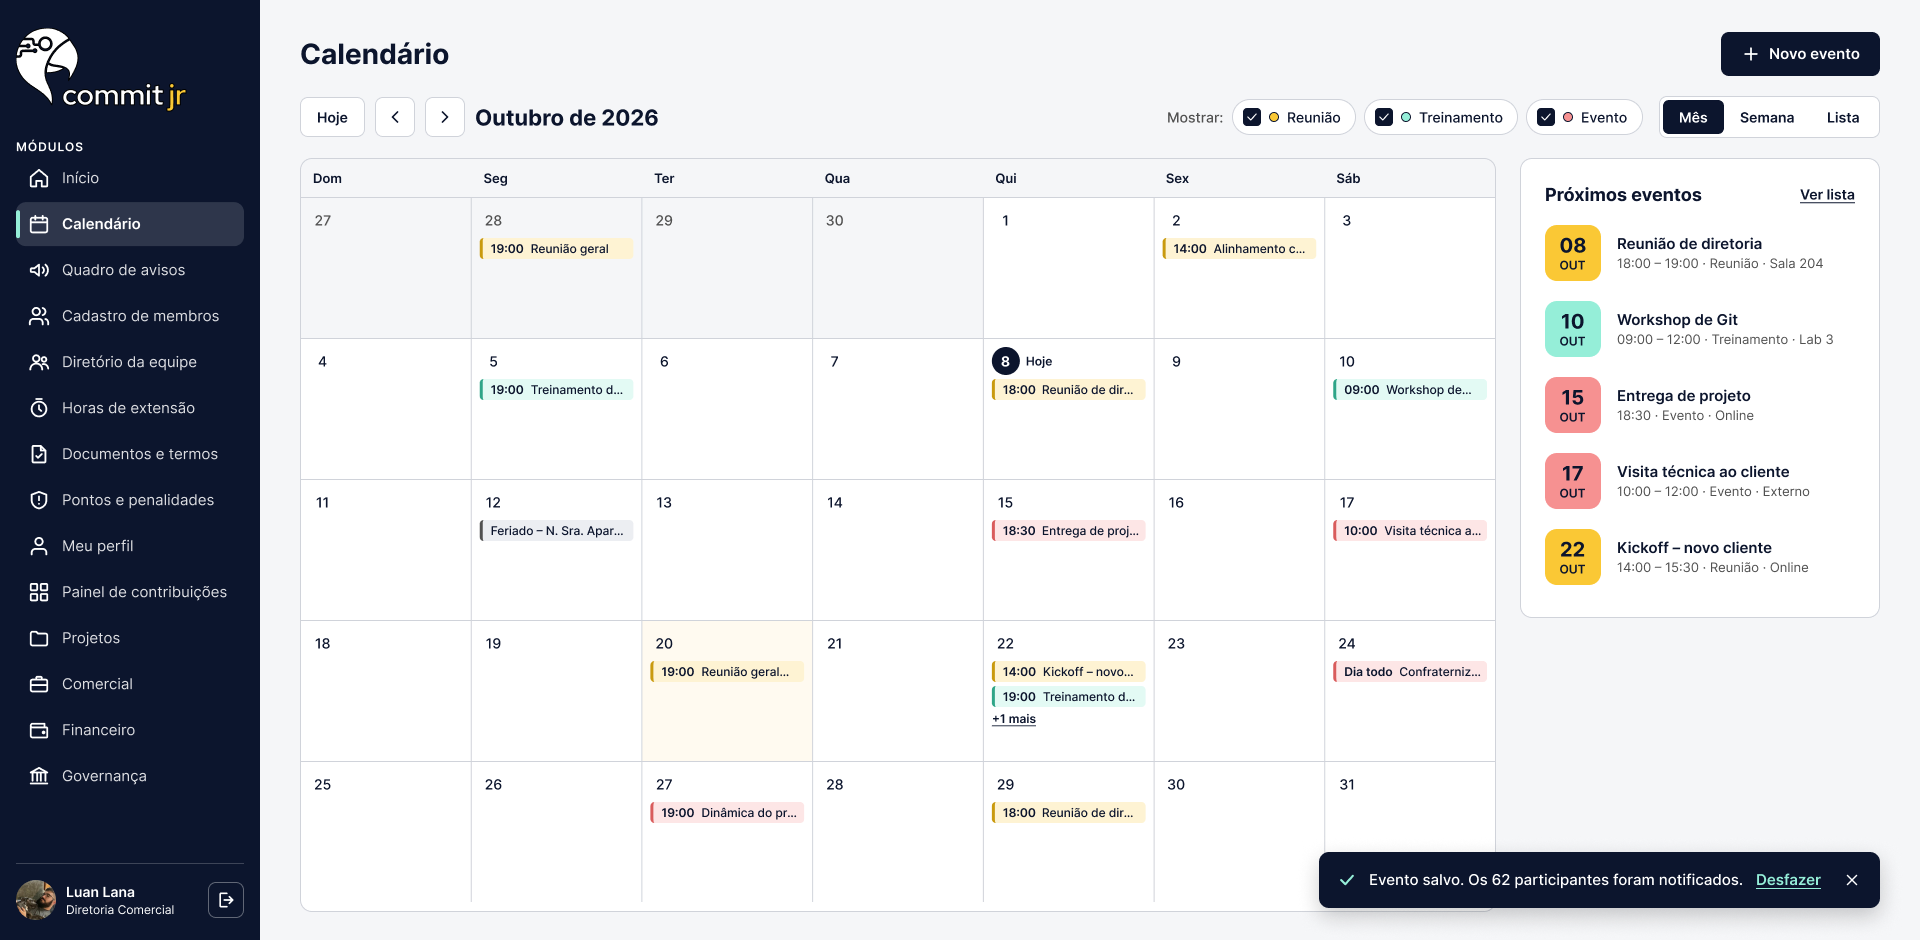 commit jr
MÓDULOS
Início
Calendário
Quadro de avisos
Cadastro de membros
Diretório da equipe
Horas de extensão
Documentos e termos
Pontos e penalidades
Meu perfil
Painel de contribuições
Projetos
Comercial
Financeiro
Governança
Luan Lana
Diretoria Comercial
Calendário
Novo evento
Hoje
Outubro de 2026
Mostrar: Reunião Treinamento Evento
Mês Semana Lista
Dom Seg Ter Qua Qui Sex Sáb
27 28 29 30 1 2 3
19:00 Reunião geral
14:00 Alinhamento c...
4 5 6 7 8 Hoje 9 10
19:00 Treinamento d...
18:00 Reunião de dir...
09:00 Workshop de...
11 12 13 14 15 16 17
Feriado – N. Sra. Apar...
18:30 Entrega de proj...
10:00 Visita técnica a...
18 19 20 21 22 23 24
19:00 Reunião geral...
14:00 Kickoff – novo...
19:00 Treinamento d...
+1 mais
Dia todo Confraterniz...
25 26 27 28 29 30 31
19:00 Dinâmica do pr...
18:00 Reunião de dir...
Próximos eventos
Ver lista
08 OUT
Reunião de diretoria
18:00 – 19:00 · Reunião · Sala 204
10 OUT
Workshop de Git
09:00 – 12:00 · Treinamento · Lab 3
15 OUT
Entrega de projeto
18:30 · Evento · Online
17 OUT
Visita técnica ao cliente
10:00 – 12:00 · Evento · Externo
22 OUT
Kickoff – novo cliente
14:00 – 15:30 · Reunião · Online
Evento salvo. Os 62 participantes foram notificados. Desfazer